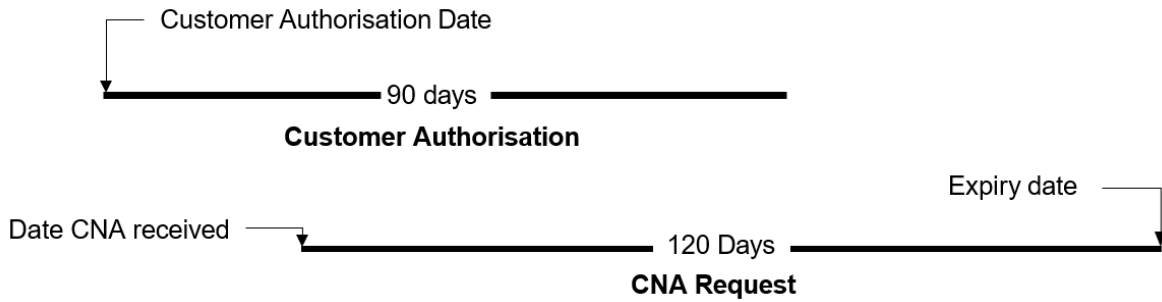 Customer Authorisation Date
90 days
Customer Authorisation
Expiry date
Date CNA received
120 Days
CNA Request